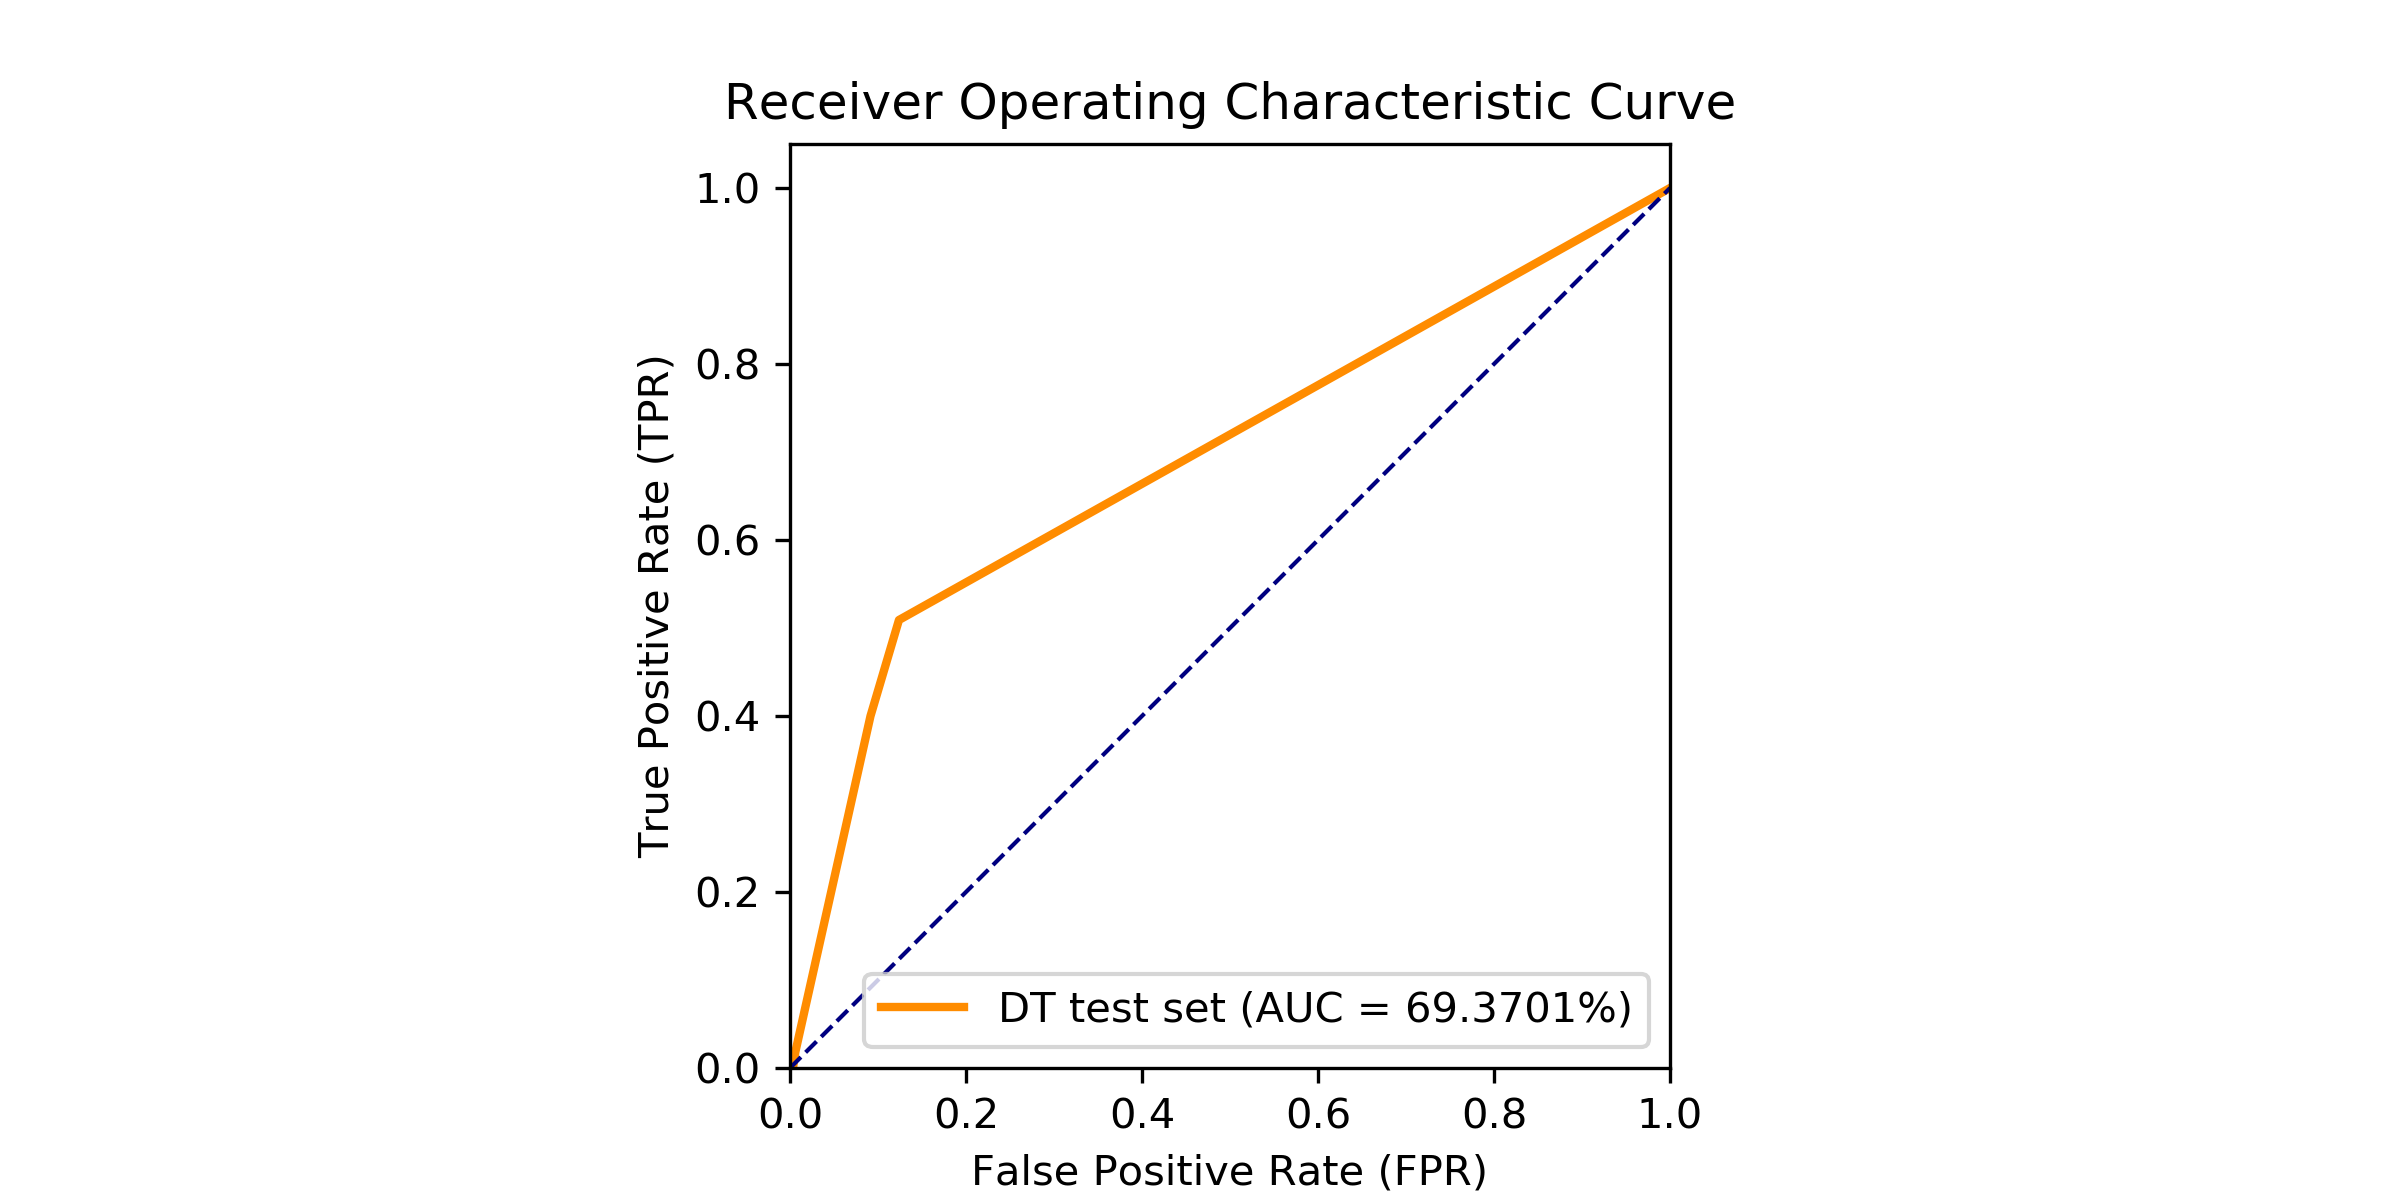 Receiver Operating Characteristic Curve
1.0
0.8
0.6
0.4
0.2
0.0
True Positive Rate (TPR)
DT test set (AUC = 69.3701%)
0.0 0.2 0.4 0.6 0.8 1.0
False Positive Rate (FPR)